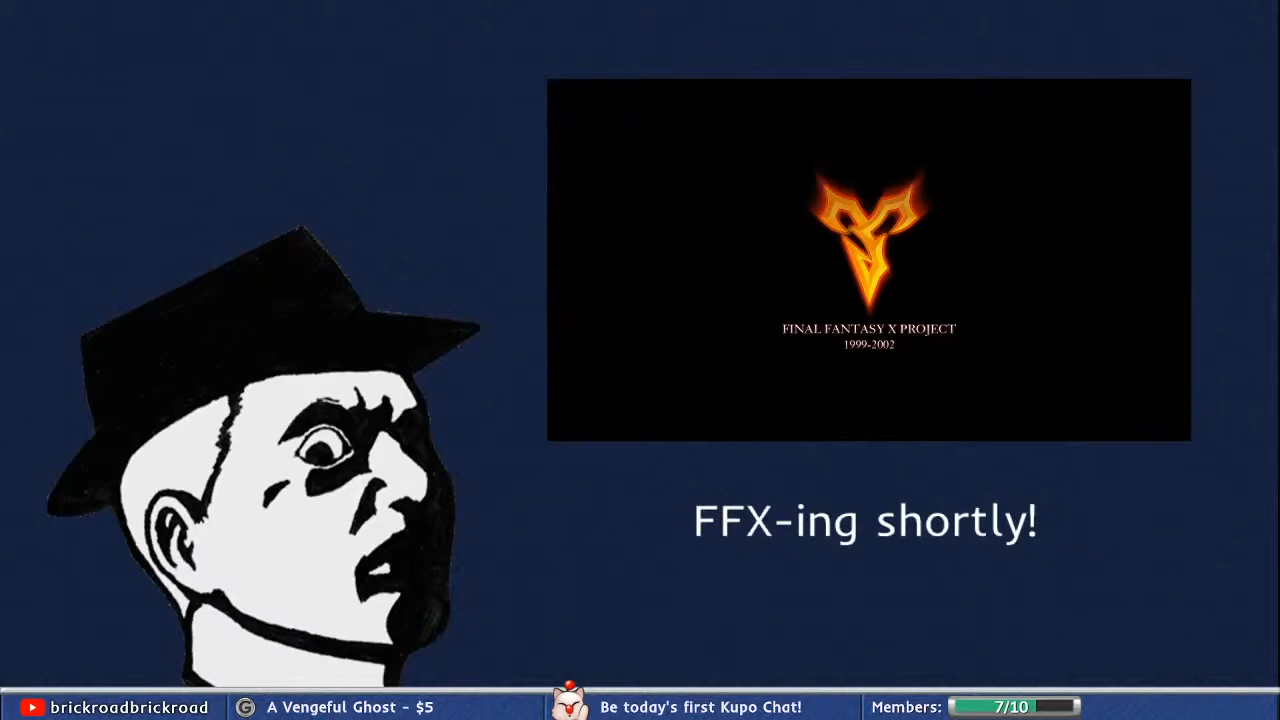 FINAL FANTASY X PROJECT
1999-2002
FFX-ing shortly!
brickroadbrickroad
A Vengeful Ghost - $5
Be today's first Kupo Chat!
Members:
7/10